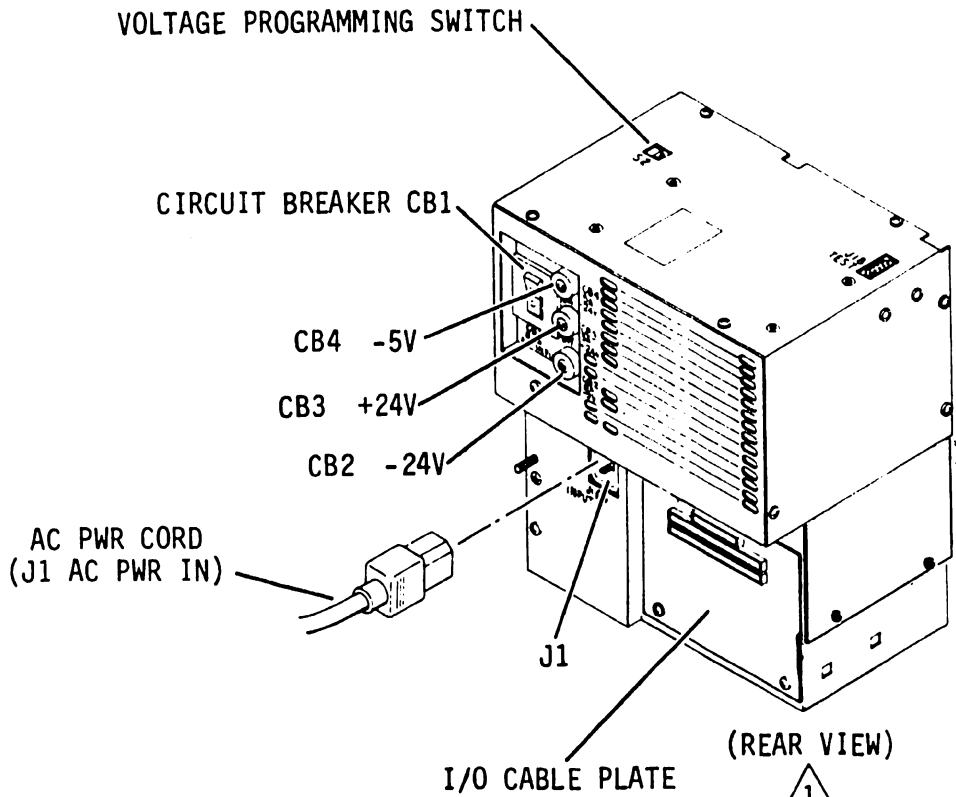 VOLTAGE PROGRAMMING SWITCH
S2
CIRCUIT BREAKER CB1
CB4 -5V
CB3 +24V
CB2 -24V
AC PWR CORD
(J1 AC PWR IN)
J1
I/O CABLE PLATE
(REAR VIEW)
1